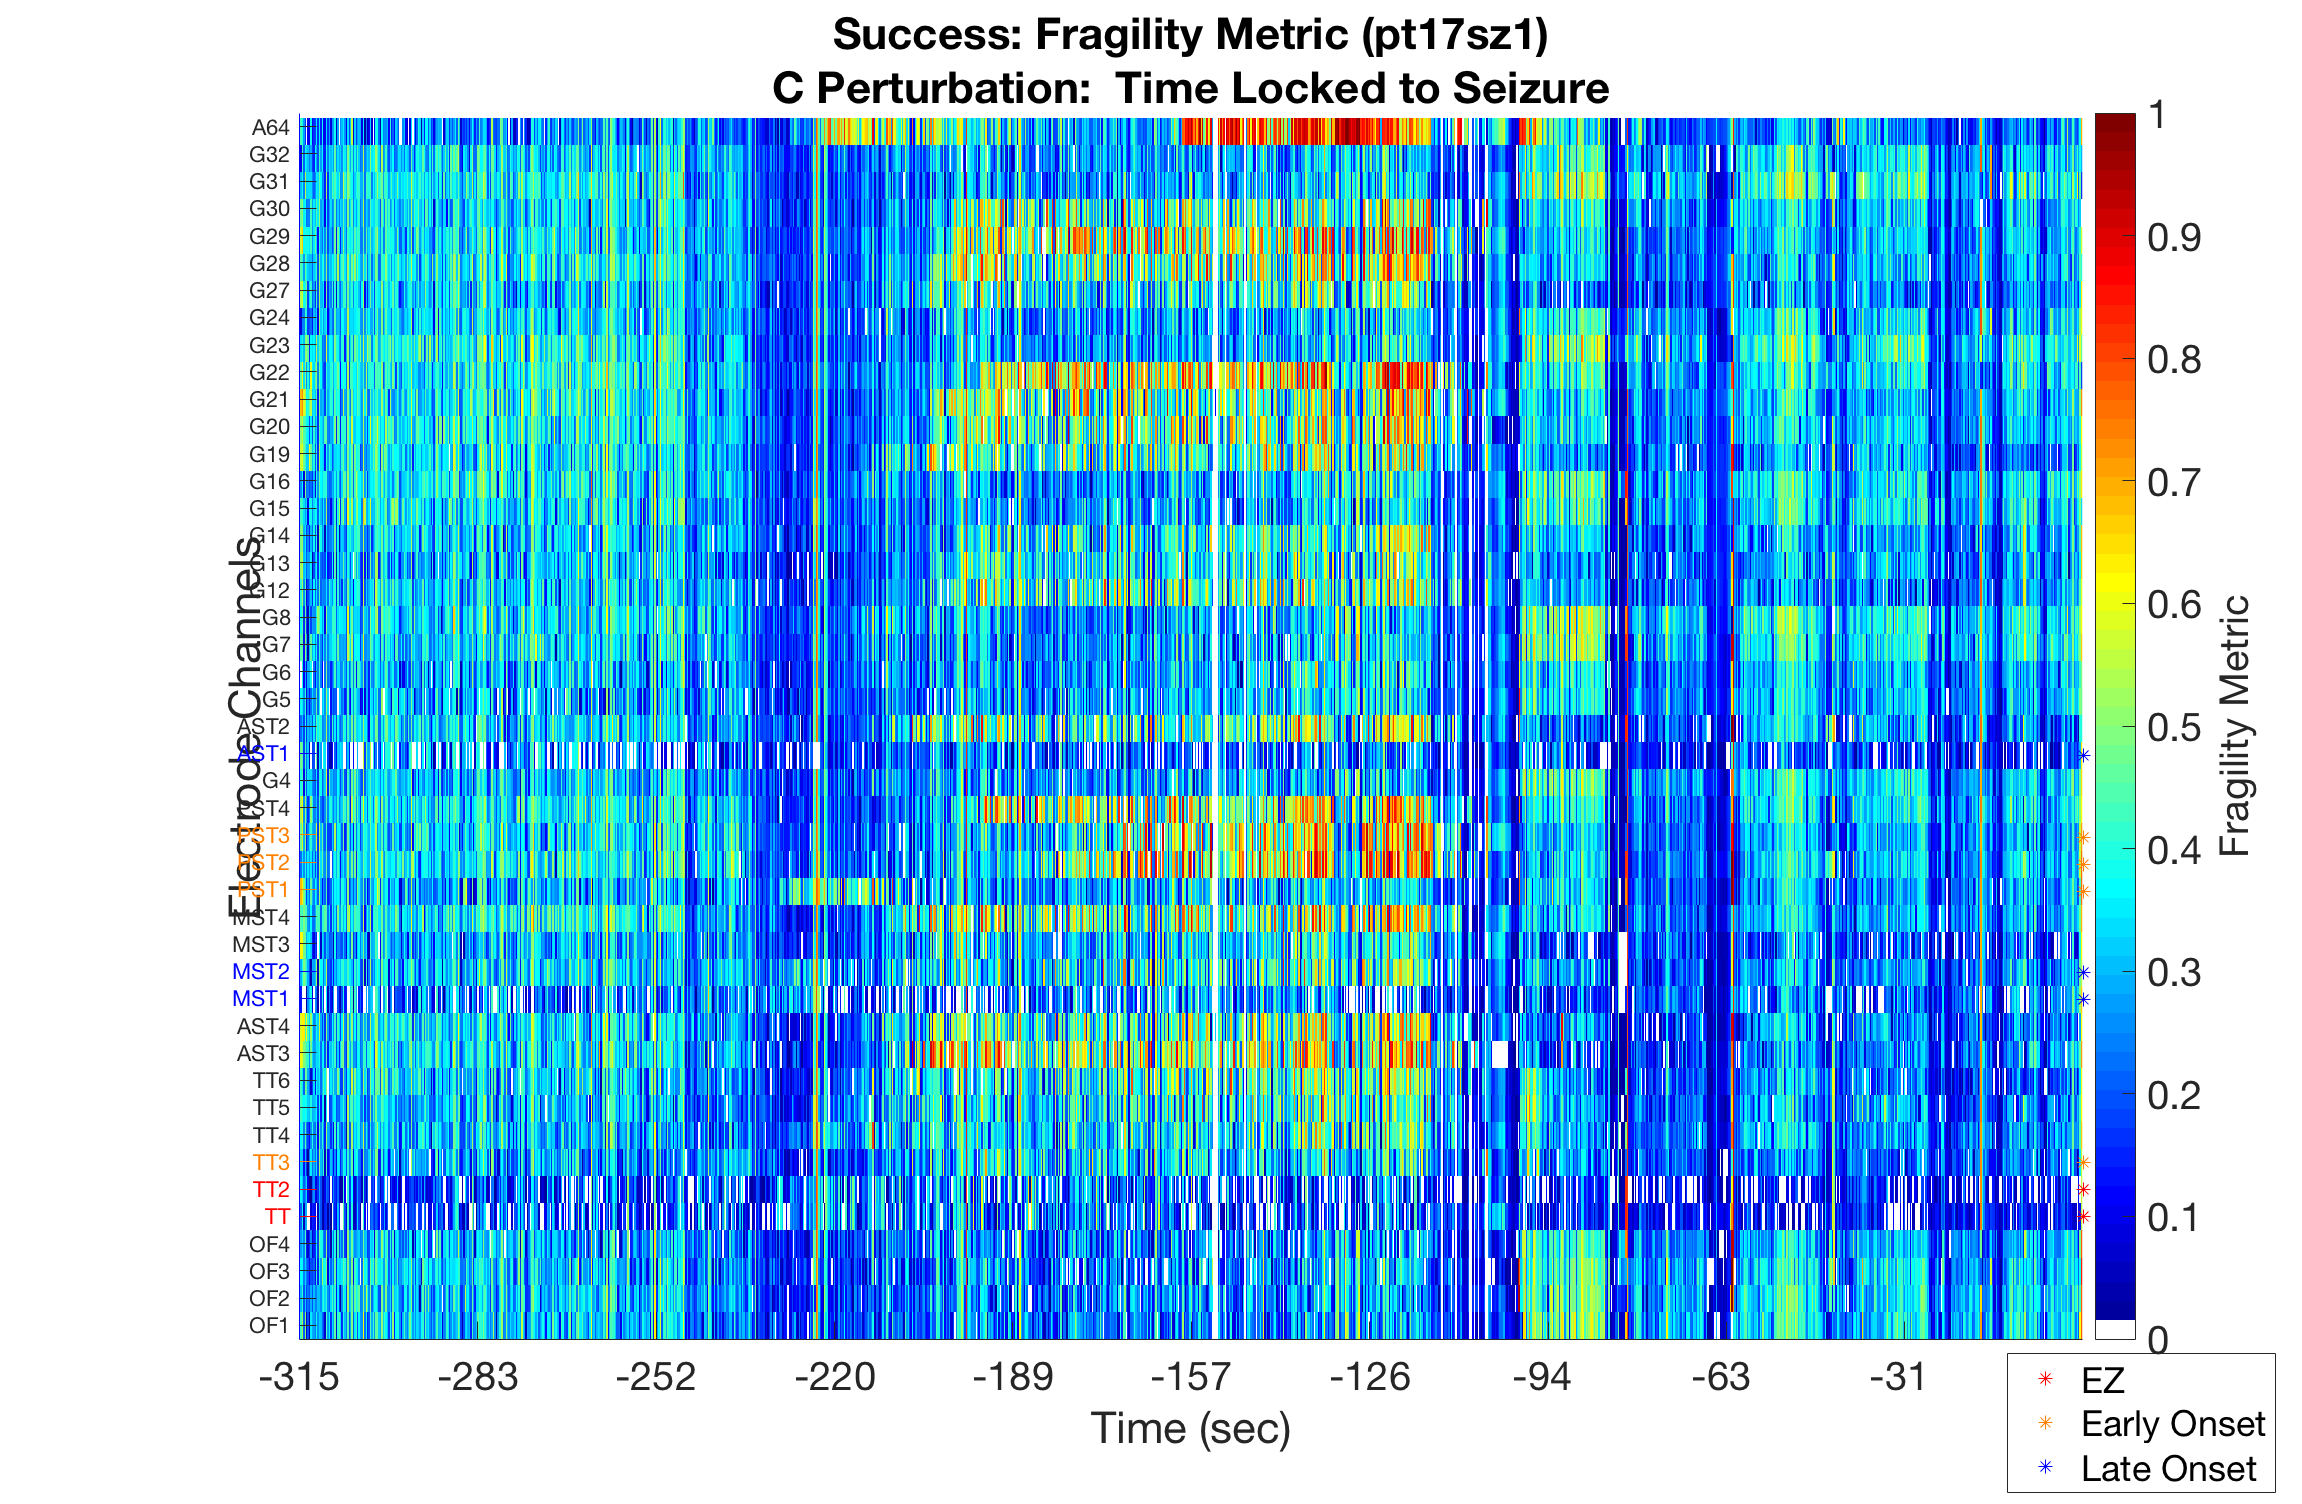 Success: Fragility Metric (pt17sz1)
C Perturbation: Time Locked to Seizure
A64
G32
G31
G30
G29
G28
G27
G24
G23
G22
G21
G20
G19
G16
G15
G14
G13
G12
G8
G7
G6
G5
AST2
AST1
G4
PST4
PST3
PST2
PST1
MST4
MST3
MST2
MST1
AST4
AST3
TT6
TT5
TT4
TT3
TT2
TT
OF4
OF3
OF2
OF1
Electrode Channels
-315
-283
-252
-220
-189
-157
-126
-94
-63
-31
Time (sec)
1
0.9
0.8
0.7
0.6
0.5
0.4
0.3
0.2
0.1
0
Fragility Metric
EZ
Early Onset
Late Onset